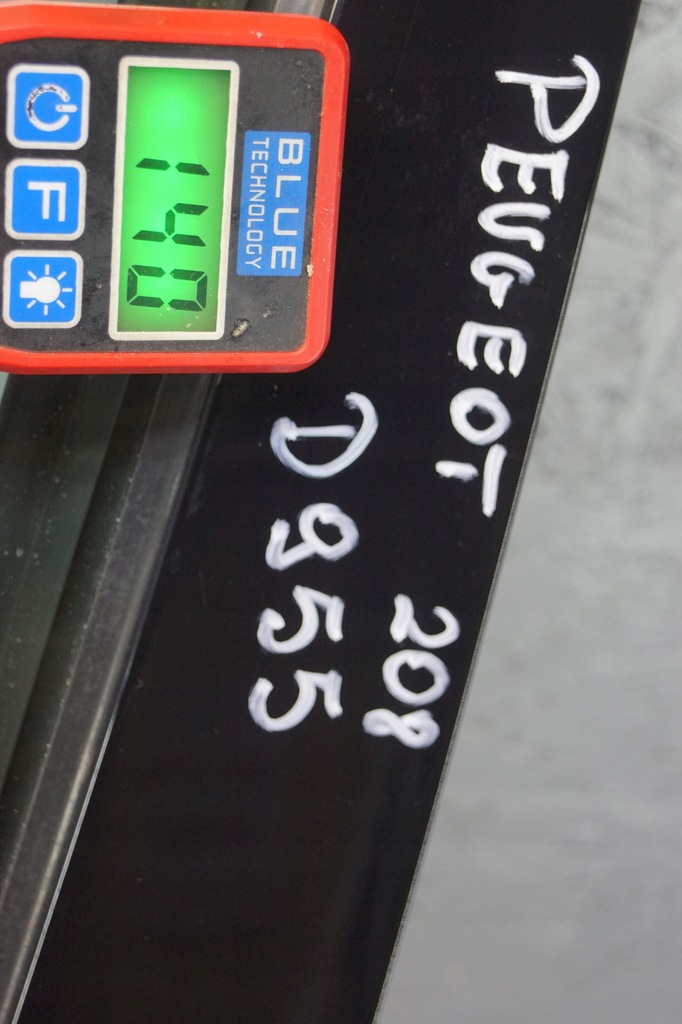 BLUE
TECHNOLOGY
140
F
PEUGEOT
208
D955